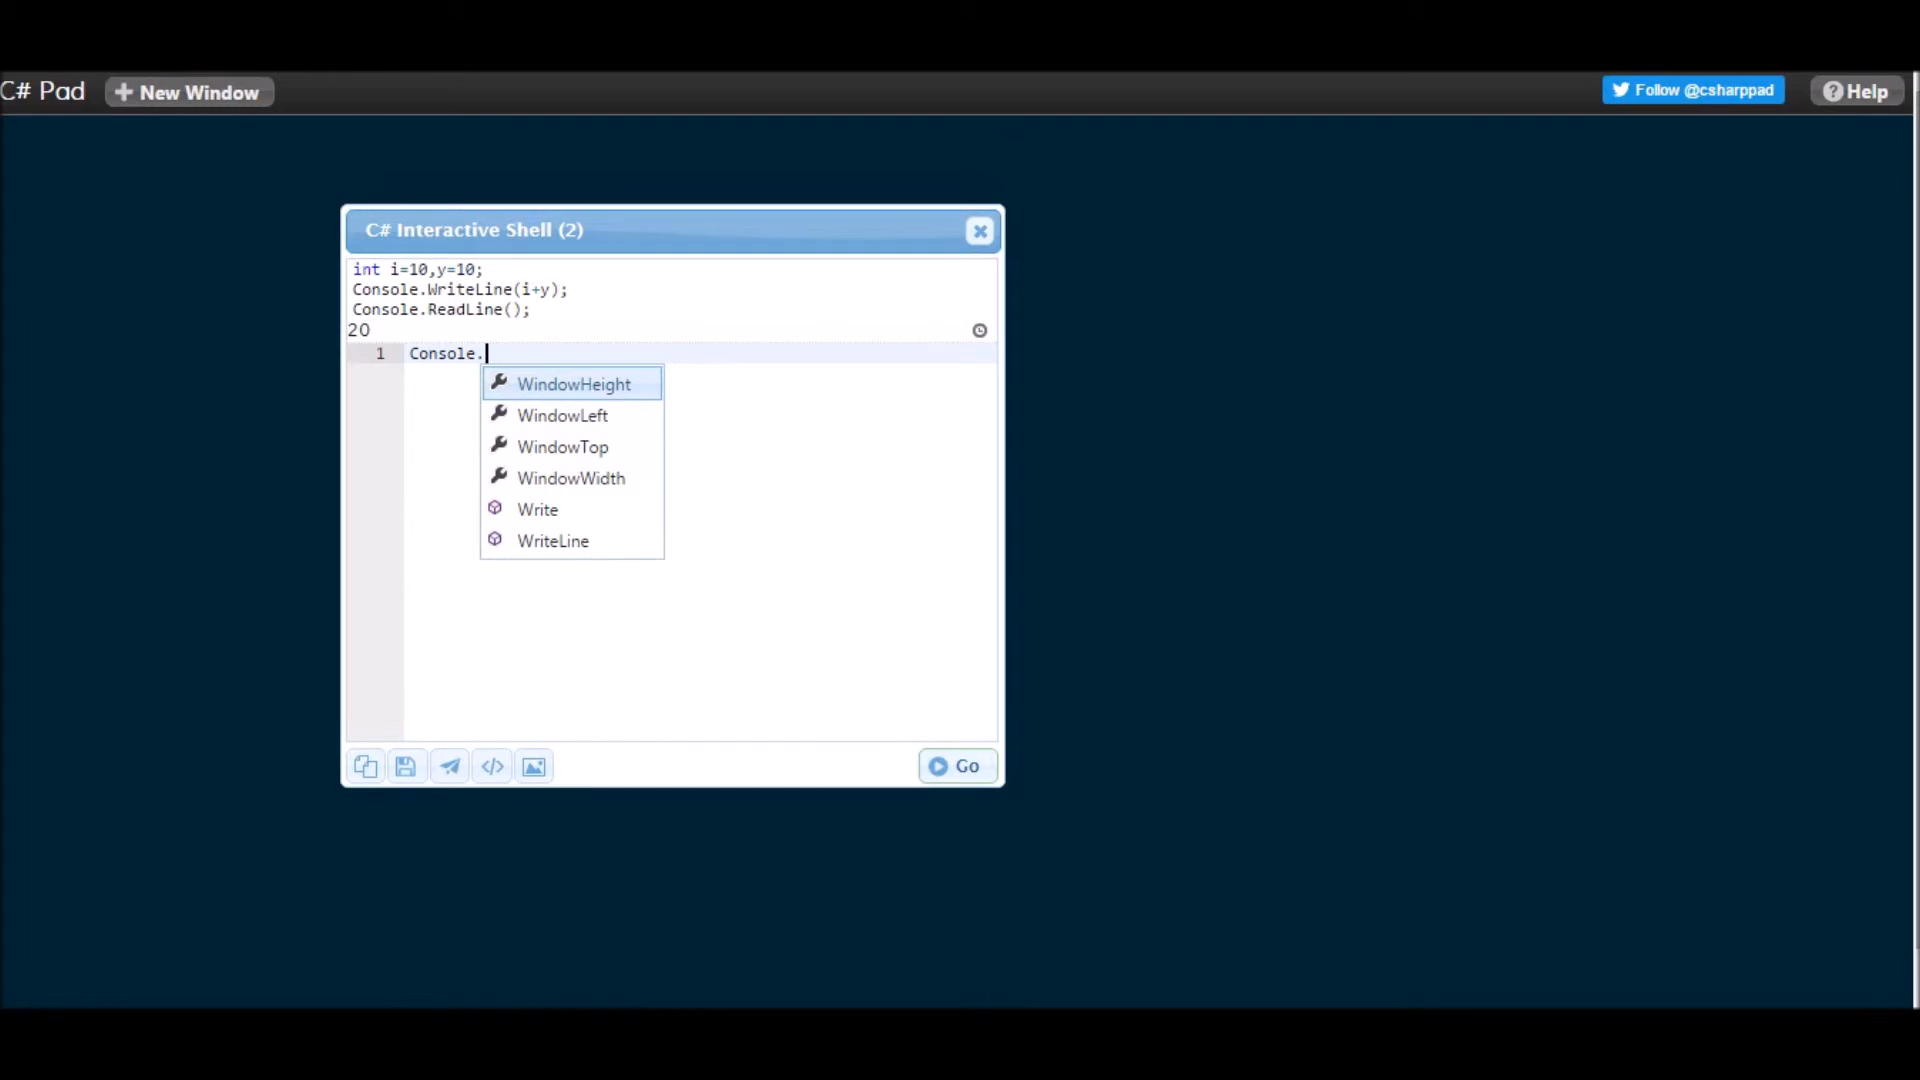 C# Pad
New Window
Follow @csharppad
Help
C# Interactive Shell (2)
int i=10,y=10;
Console.WriteLine(i+y);
Console.ReadLine();
20
1 Console.
WindowHeight
WindowLeft
WindowTop
WindowWidth
Write
WriteLine
Go